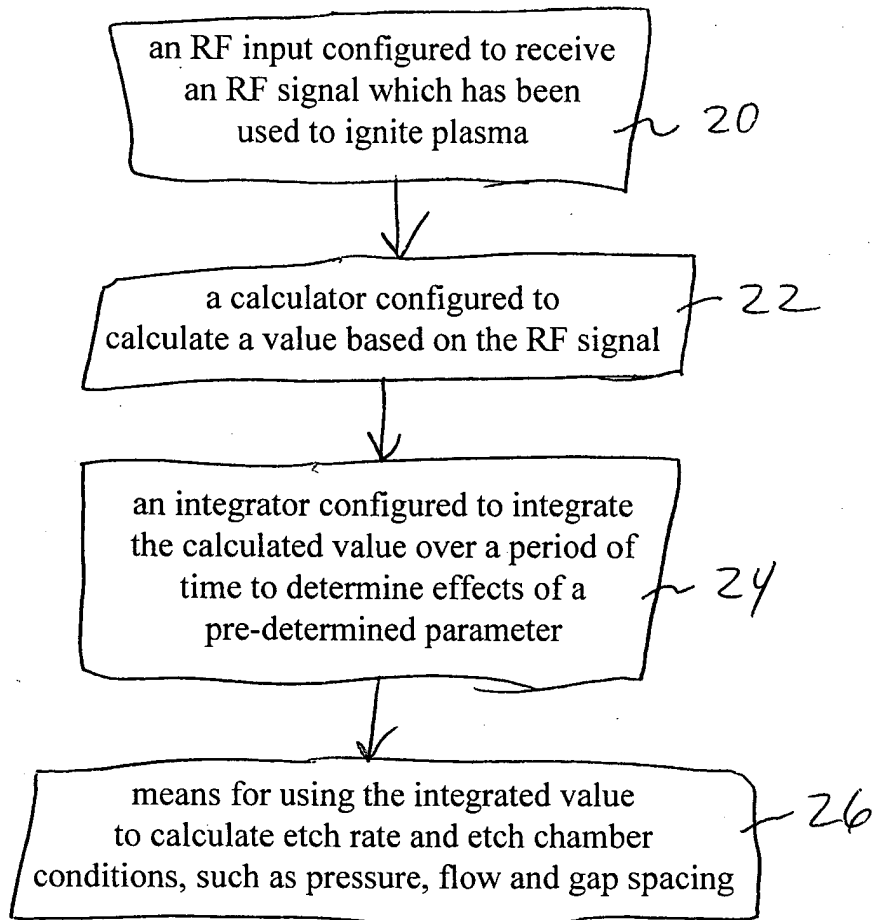 an RF input configured to receive
an RF signal which has been
used to ignite plasma
20
a calculator configured to
calculate a value based on the RF signal
22
an integrator configured to integrate
the calculated value over a period of
time to determine effects of a
pre-determined parameter
24
means for using the integrated value
to calculate etch rate and etch chamber
conditions, such as pressure, flow and gap spacing
26